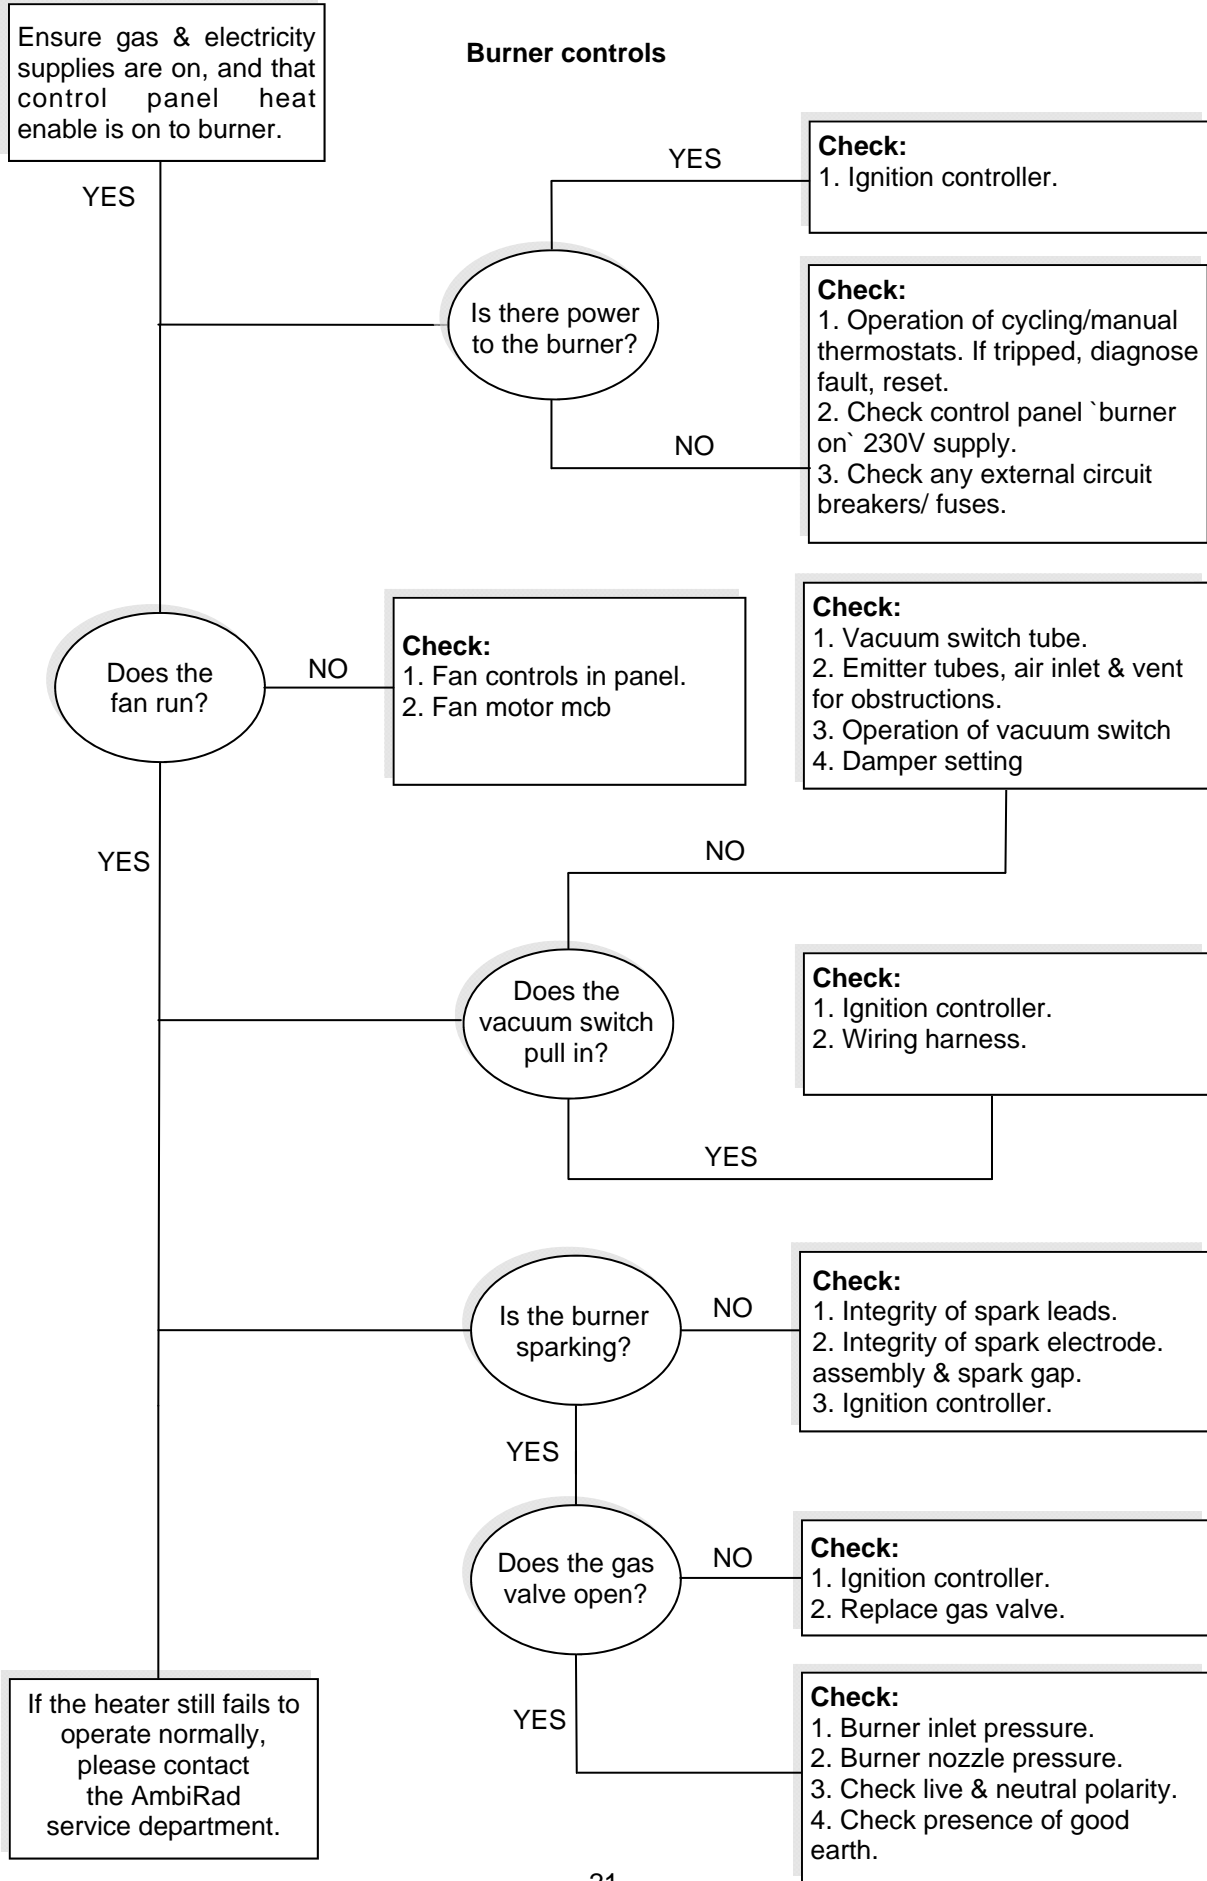 Ensure gas & electricity
supplies are on, and that
control panel heat
enable is on to burner.
Burner controls
YES
YES
Check:
1. Ignition controller.
Is there power
to the burner?
NO
Check:
1. Operation of cycling/manual
thermostats. If tripped, diagnose
fault, reset.
2. Check control panel `burner
on` 230V supply.
3. Check any external circuit
breakers/ fuses.
Does the
fan run?
NO
Check:
1. Fan controls in panel.
2. Fan motor mcb
Check:
1. Vacuum switch tube.
2. Emitter tubes, air inlet & vent
for obstructions.
3. Operation of vacuum switch
4. Damper setting
YES
NO
Does the
vacuum switch
pull in?
Check:
1. Ignition controller.
2. Wiring harness.
YES
Is the burner
sparking?
NO
Check:
1. Integrity of spark leads.
2. Integrity of spark electrode.
assembly & spark gap.
3. Ignition controller.
YES
Does the gas
valve open?
NO
Check:
1. Ignition controller.
2. Replace gas valve.
YES
Check:
1. Burner inlet pressure.
2. Burner nozzle pressure.
3. Check live & neutral polarity.
4. Check presence of good
earth.
If the heater still fails to
operate normally,
please contact
the AmbiRad
service department.
21